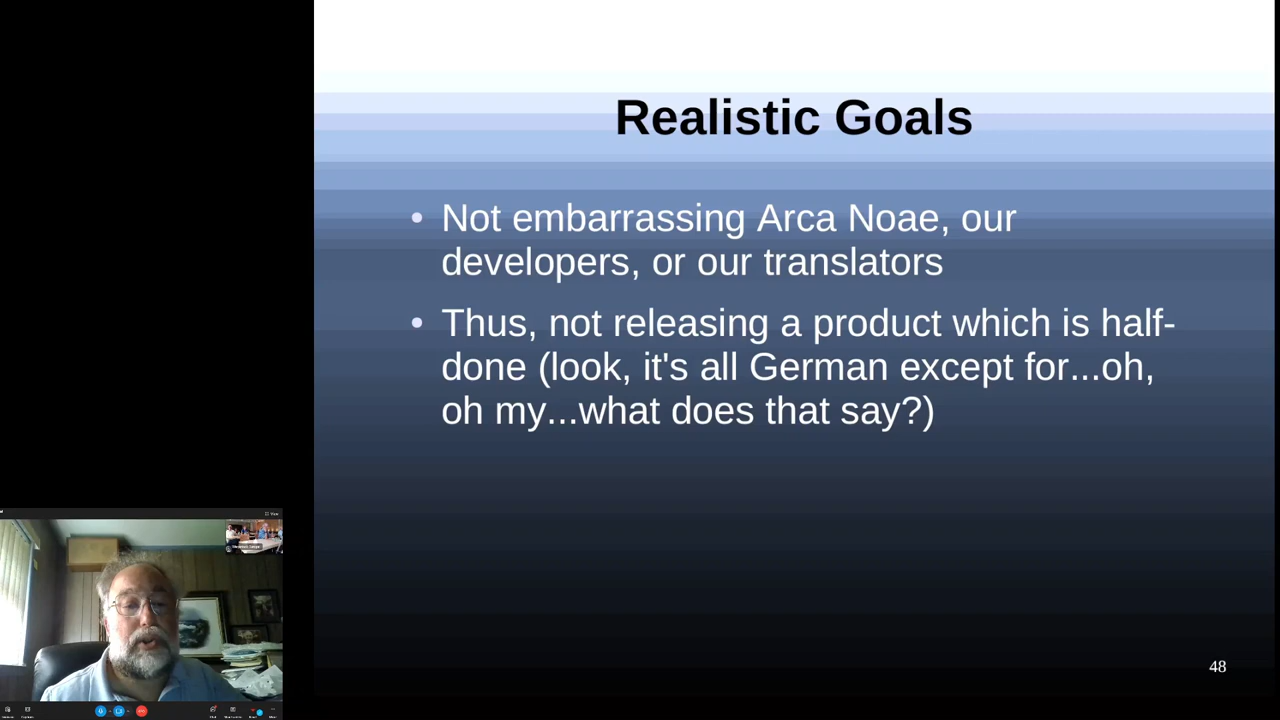 Realistic Goals
• Not embarrassing Arca Noae, our
developers, or our translators
• Thus, not releasing a product which is half-
done (look, it's all German except for...oh,
oh my...what does that say?)
48
View